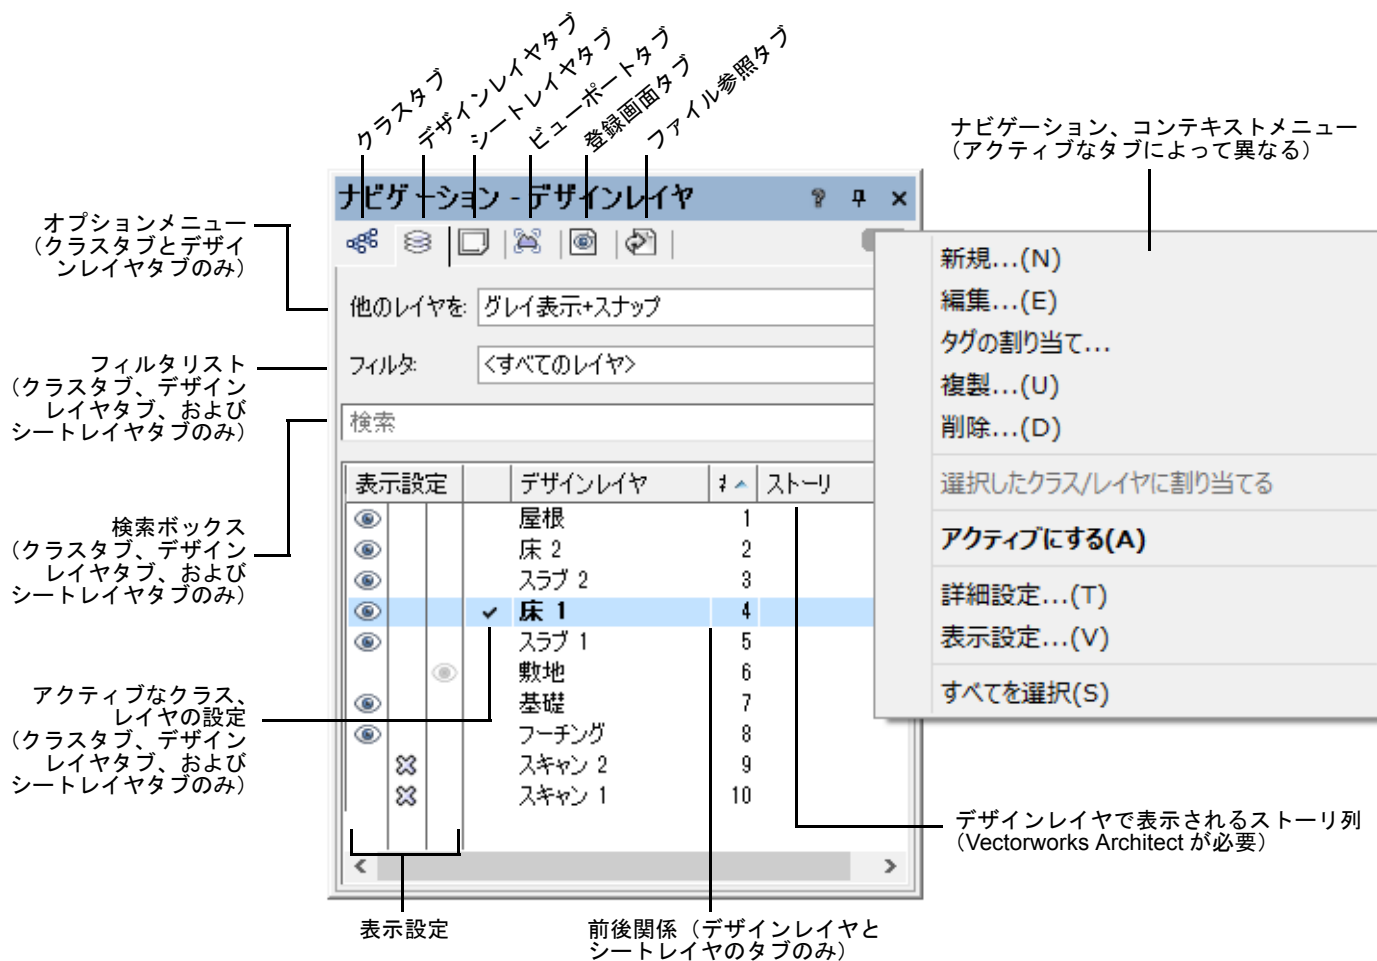 クラスタブ
デザインレイヤタブ
シートレイヤタブ
ビューポートタブ
登録画面タブ
ファイル参照タブ
ナビゲーション、コンテキストメニュー
（アクティブなタブによって異なる）
ナビゲーション - デザインレイヤ
オプションメニュー
（クラスタブとデザイ
ンレイヤタブのみ）
他のレイヤを:
グレイ表示+スナップ
フィルタリスト
（クラスタブ、デザイン
レイヤタブ、および
シートレイヤタブのみ）
フィルタ:
<すべてのレイヤ>
検索
検索ボックス
（クラスタブ、デザイン
レイヤタブ、および
シートレイヤタブのみ）
表示設定 デザインレイヤ ストーリ
屋根 1
床 2 2
スラブ 2 3
床 1 4
スラブ 1 5
敷地 6
基礎 7
フーチング 8
スキャン 2 9
スキャン 1 10
アクティブなクラス、
レイヤの設定
（クラスタブ、デザイン
レイヤタブ、および
シートレイヤタブのみ）
新規...(N)
編集...(E)
タグの割り当て...
複製...(U)
削除...(D)
選択したクラス/レイヤに割り当てる
アクティブにする(A)
詳細設定...(T)
表示設定...(V)
すべてを選択(S)
デザインレイヤで表示されるストーリ列
（Vectorworks Architect が必要）
表示設定
前後関係（デザインレイヤと
シートレイヤのタブのみ）